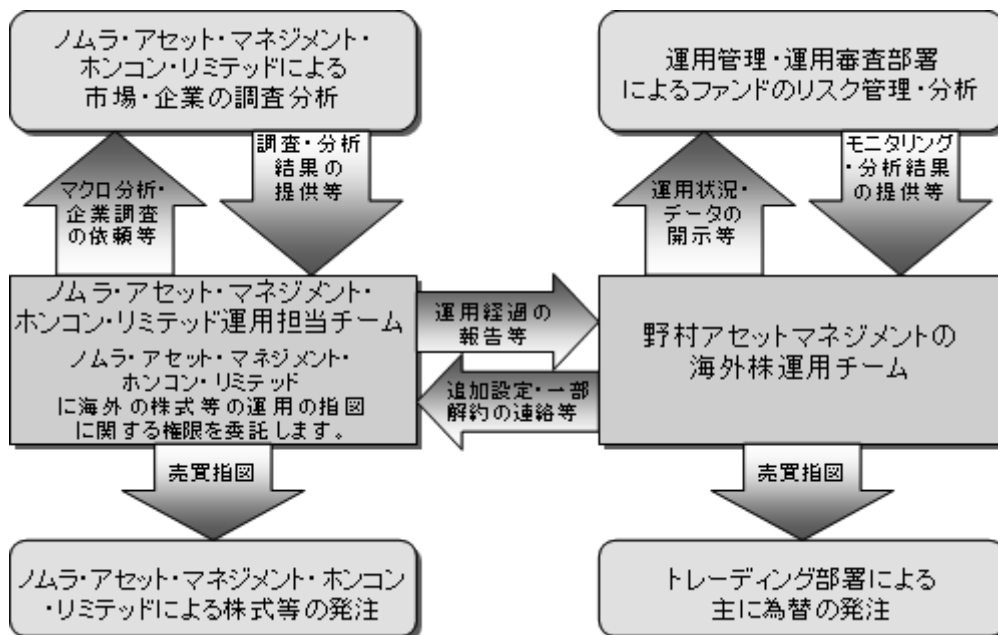 ノムラ・アセット・マネジメント・
ホンコン・リミテッドによる
市場・企業の調査分析
運用管理・運用審査部署
によるファンドのリスク管理・分析
マクロ分析・
企業調査
の依頼等
調査・分析
結果の
提供等
運用状況・
データの
開示等
モニタリング
・分析結果
の提供等
ノムラ・アセット・マネジメント・
ホンコン・リミテッド運用担当チーム
ノムラ・アセット・マネジメント・
ホンコン・リミテッド
に海外の株式等の運用の指図
に関する権限を委託します。
運用経過の
報告等
追加設定・一部
解約の連絡等
野村アセットマネジメントの
海外株運用チーム
売買指図
売買指図
ノムラ・アセット・マネジメント・ホンコン
・リミテッドによる株式等の発注
トレーディング部署による
主に為替の発注